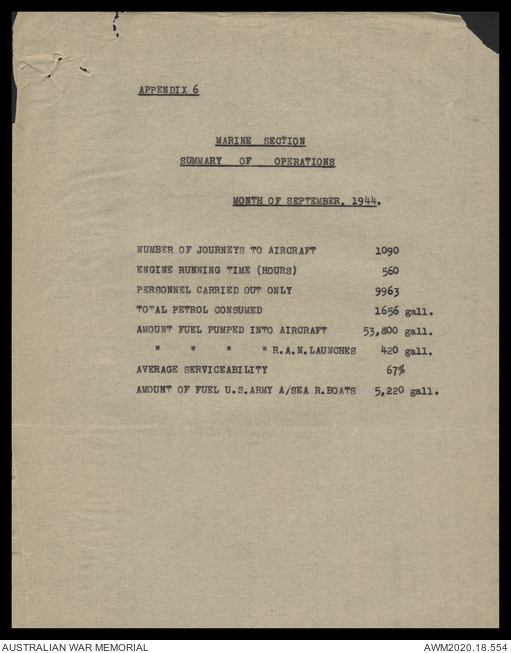 APPENDIX 6
MARINE SECTION
SUMMARY OF OPERATIONS
MONTH OF SEPTEMBER, 1944.
NUMBER OF JOURNEYS TO AIRCRAFT 1090
ENGINE RUNNING TIME (HOURS) 560
PERSONNEL CARRIED OUT ONLY 9963
TOTAL PETROL CONSUMED 1656 gall.
AMOUNT FUEL PUMPED INTO AIRCRAFT 53,800 gall.
" " " " R.A.N.LAUNCHES 420 gall.
AVERAGE SERVICEABILITY 67%
AMOUNT OF FUEL U.S.ARMY A/SEA R.BOATS 5,220 gall.
AUSTRALIAN WAR MEMORIAL AWM2020.18.554